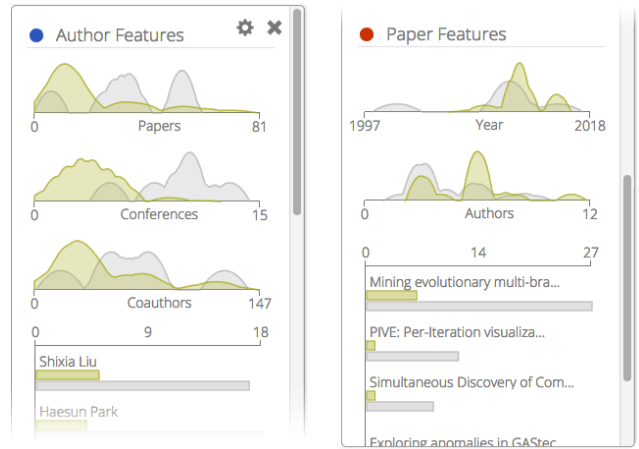 Author Features
0 Papers 81
0 Conferences 15
0 Coauthors 147
0 9 18
Shixia Liu
Haesun Park
Paper Features
1997 Year 2018
0 Authors 12
0 14 27
Mining evolutionary multi-bra...
PIVE: Per-Iteration visualiza...
Simultaneous Discovery of Com...
Exploring anomalies in GAStec